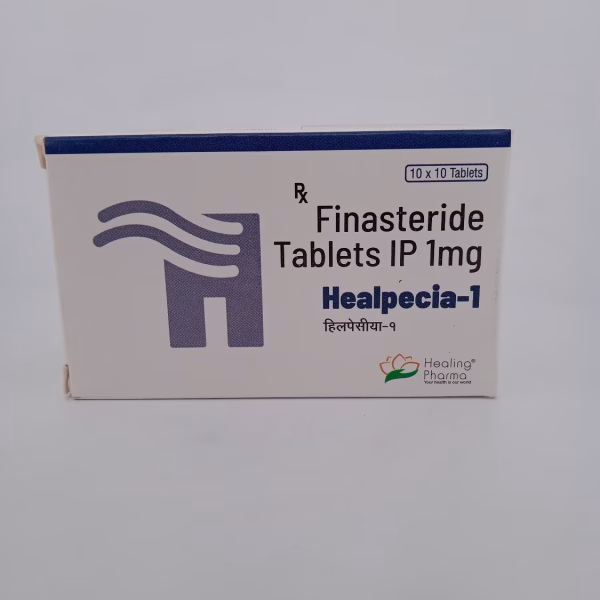 10 x 10 Tablets
Rx
Finasteride
Tablets IP 1mg
Healpecia-1
हिलपेसीया-१
Healing®
Pharma
Your health is our world